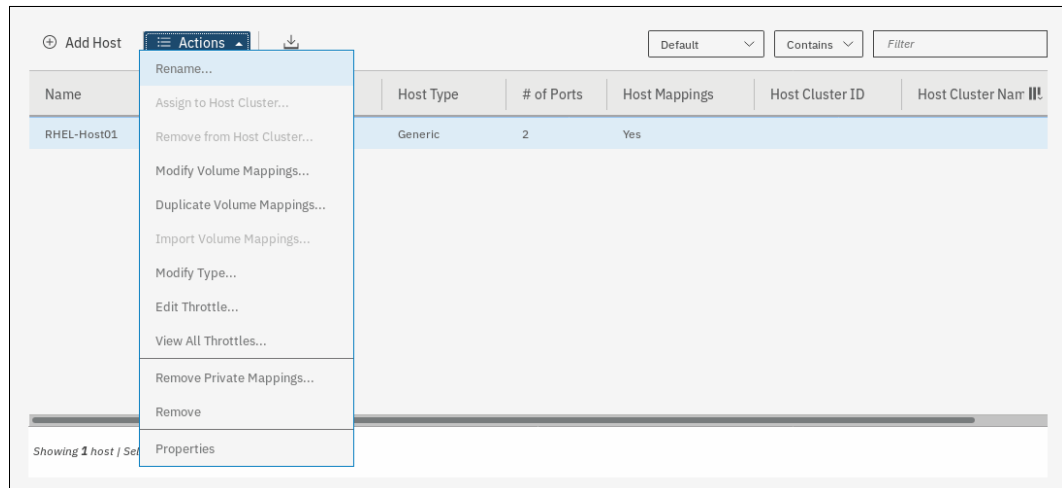 Add Host Actions Default Contains Filter
Name Host Type # of Ports Host Mappings Host Cluster ID Host Cluster Nam
RHEL-Host01 Generic 2 Yes
Rename...
Assign to Host Cluster...
Remove from Host Cluster...
Modify Volume Mappings...
Duplicate Volume Mappings...
Import Volume Mappings...
Modify Type...
Edit Throttle...
View All Throttles...
Remove Private Mappings...
Remove
Properties
Showing 1 host | Sel